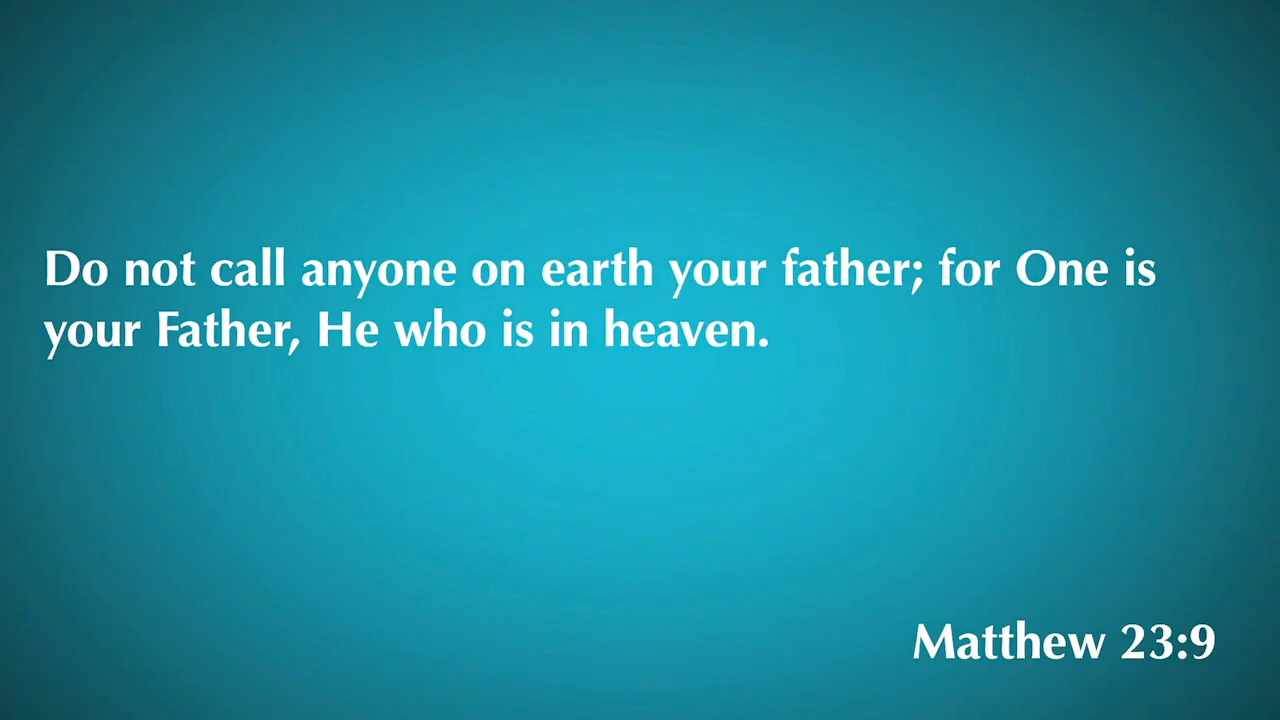 Do not call anyone on earth your father; for One is
your Father, He who is in heaven.
Matthew 23:9